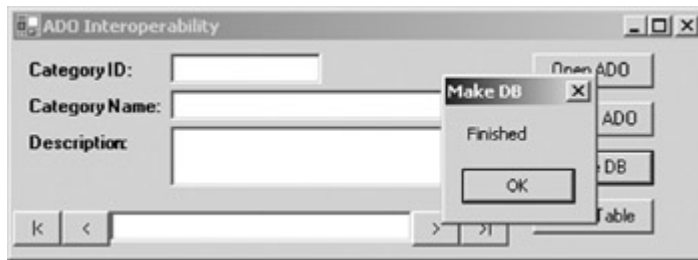 ADO Interoperability
Category ID:
Open ADO
Make DB
Category Name:
ADO
Finished
Description:
DB
OK
Table
|<
<
>
>|